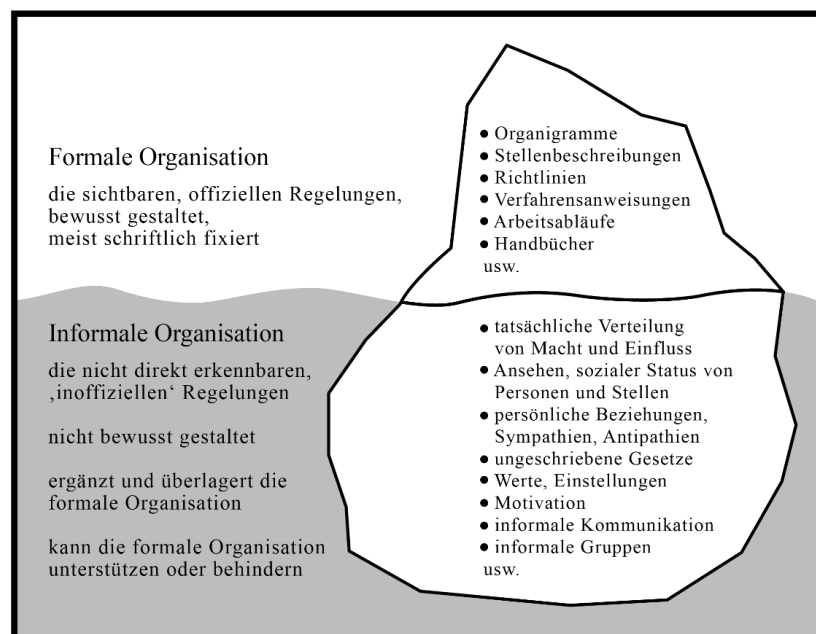 Formale Organisation
die sichtbaren, offiziellen Regelungen,
bewusst gestaltet,
meist schriftlich fixiert
• Organigramme
• Stellenbeschreibungen
• Richtlinien
• Verfahrensanweisungen
• Arbeitsabläufe
• Handbücher
usw.
Informale Organisation
die nicht direkt erkennbaren,
‚inoffiziellen‘ Regelungen
nicht bewusst gestaltet
ergänzt und überlagert die
formale Organisation
kann die formale Organisation
unterstützen oder behindern
• tatsächliche Verteilung
von Macht und Einfluss
• Ansehen, sozialer Status von
Personen und Stellen
• persönliche Beziehungen,
Sympathien, Antipathien
• ungeschriebene Gesetze
• Werte, Einstellungen
• Motivation
• informale Kommunikation
• informale Gruppen
usw.